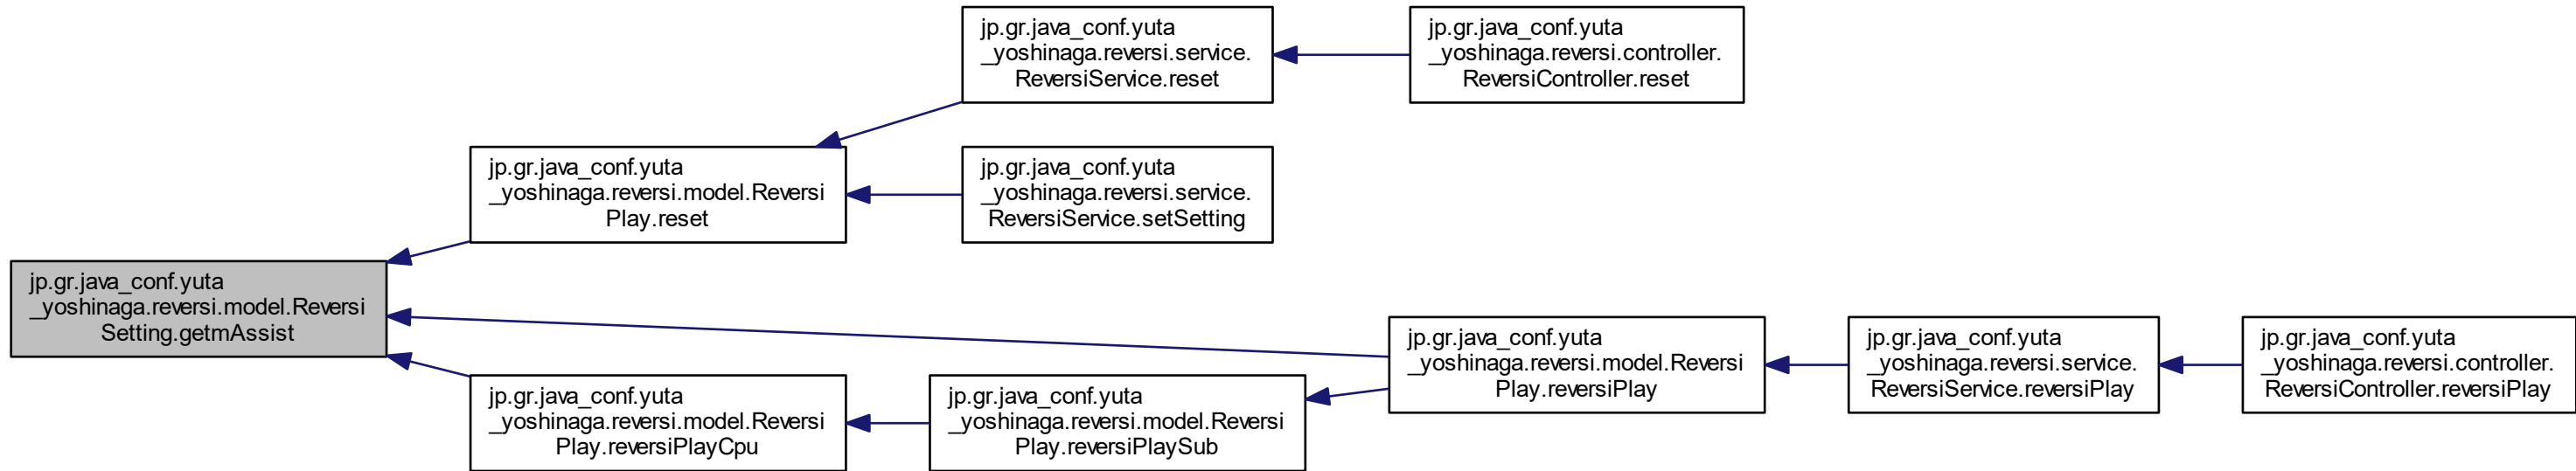 jp.gr.java_conf.yuta
_yoshinaga.reversi.service.
ReversiService.reset
jp.gr.java_conf.yuta
_yoshinaga.reversi.controller.
ReversiController.reset
jp.gr.java_conf.yuta
_yoshinaga.reversi.model.Reversi
Play.reset
jp.gr.java_conf.yuta
_yoshinaga.reversi.service.
ReversiService.setSetting
jp.gr.java_conf.yuta
_yoshinaga.reversi.model.Reversi
Setting.getmAssist
jp.gr.java_conf.yuta
_yoshinaga.reversi.model.Reversi
Play.reversiPlay
jp.gr.java_conf.yuta
_yoshinaga.reversi.service.
ReversiService.reversiPlay
jp.gr.java_conf.yuta
_yoshinaga.reversi.controller.
ReversiController.reversiPlay
jp.gr.java_conf.yuta
_yoshinaga.reversi.model.Reversi
Play.reversiPlayCpu
jp.gr.java_conf.yuta
_yoshinaga.reversi.model.Reversi
Play.reversiPlaySub